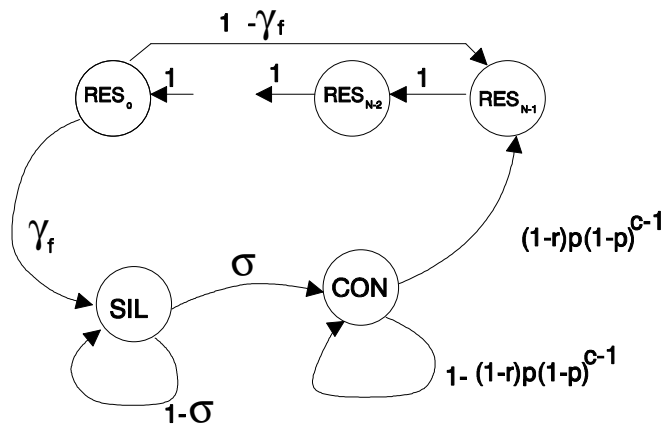 1 -γf
RES0
1
1
RESN-2
1
RESN-1
γf
σ
(1-r)p(1-p)^c-1
SIL
CON
1-σ
1- (1-r)p(1-p)^c-1